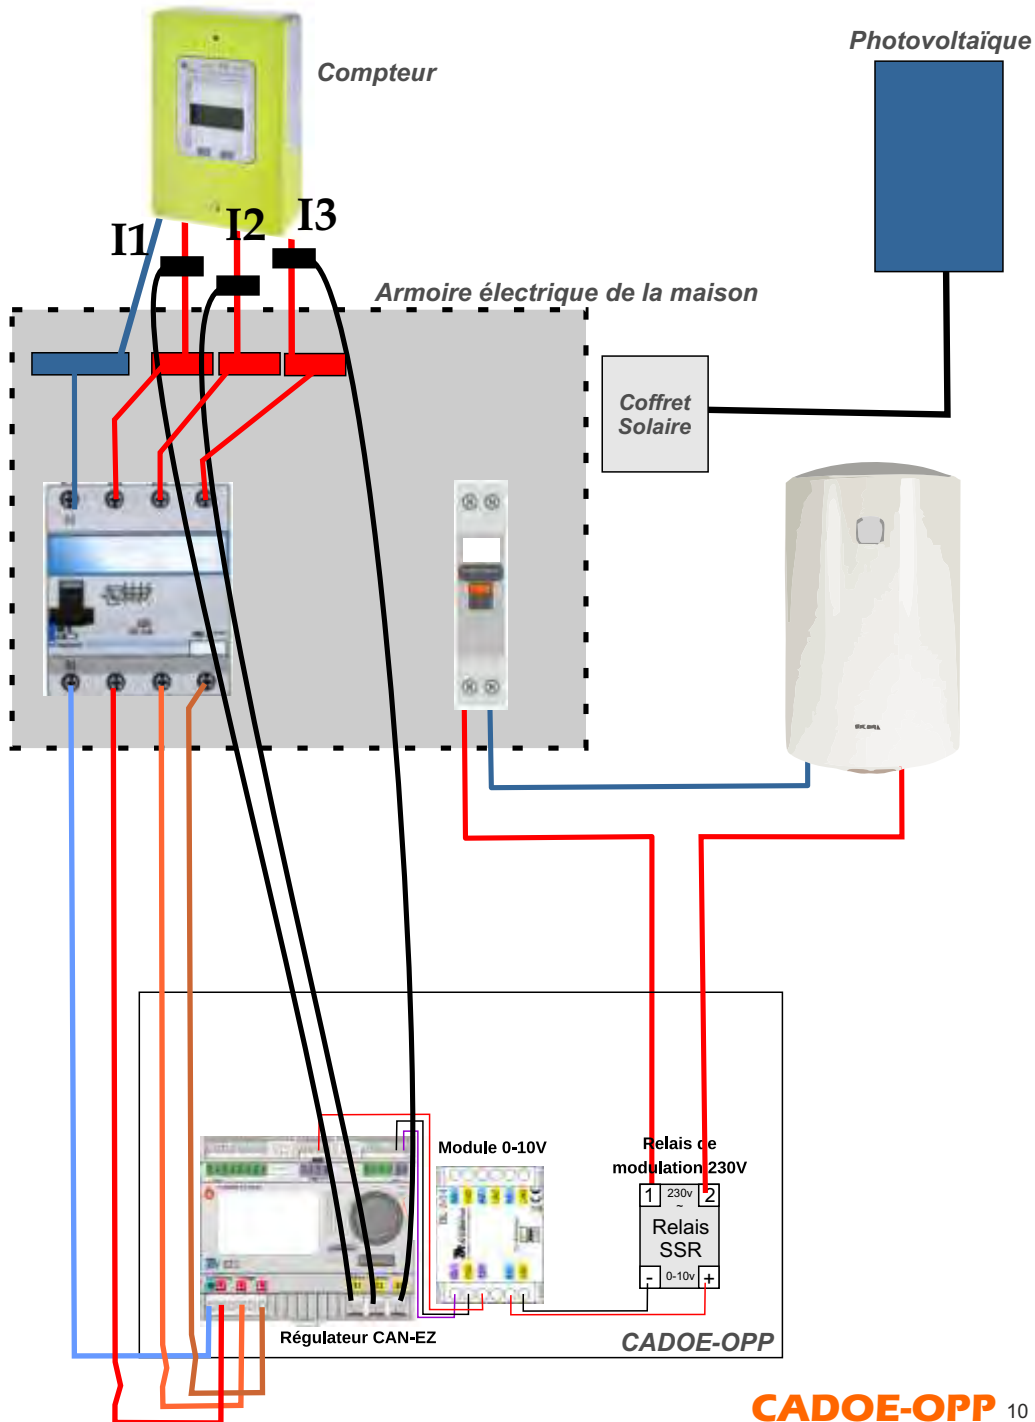 Photovoltaïque
Compteur
I1
I2
I3
Armoire électrique de la maison
Coffret
Solaire
Module 0-10V
Relais de
modulation 230V
1
230v
2
~
Relais
SSR
-
0-10v
+
Régulateur CAN-EZ
CADOE-OPP
CADOE-OPP 10